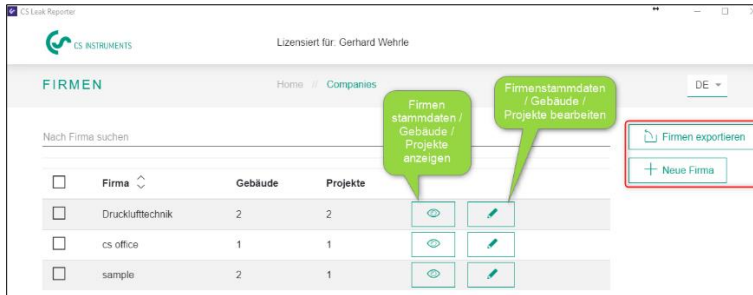 CS Leak Reporter
CS INSTRUMENTS
Lizensiert für: Gerhard Wehrle
FIRMEN
Home // Companies
DE
Firmen
stammdaten /
Gebäude /
Projekte
anzeigen
Firmenstammdaten
/ Gebäude /
Projekte bearbeiten
Nach Firma suchen
Firmen exportieren
Neue Firma
Firma Gebäude Projekte
Drucklufttechnik 2 2
cs office 1 1
sample 2 1